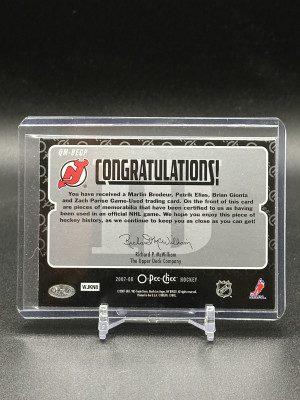 QM-BEGP
CONGRATULATIONS!
You have received a Martin Brodeur, Patrik Elias, Brian Gionta
and Zach Parise Game-Used trading card. On the front of this card
are pieces of memorabilia that have been certified to us as having
been used in an official NHL game. We hope you enjoy this piece of
hockey history, as we continue to keep you as close as you can get!
Richard P. McWilliam
Richard P. McWilliam
The Upper Deck Company
2007-08 O-Pee-Chee HOCKEY
NHL